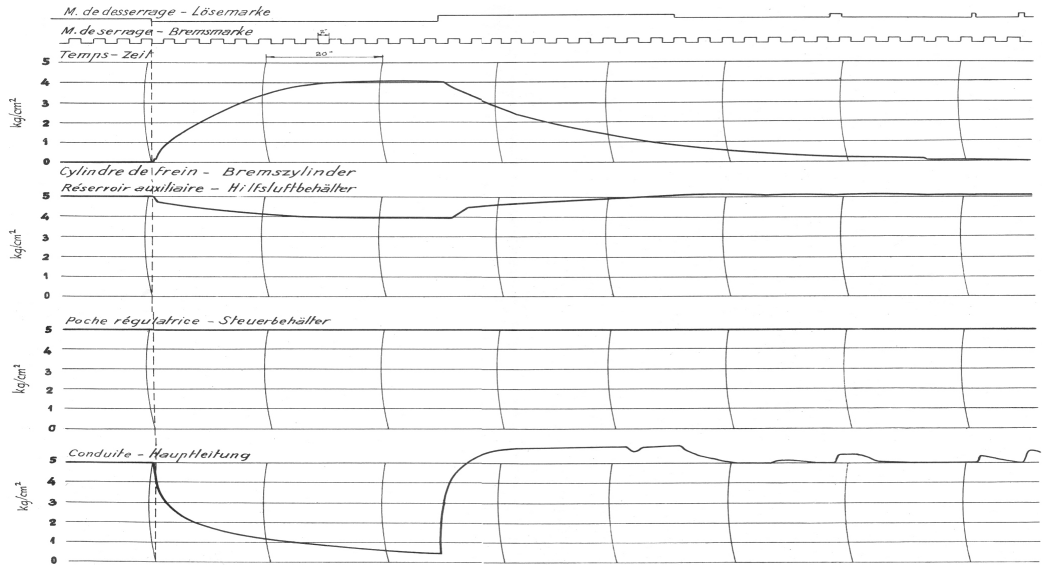 M. de desserrage - Lösemarke
M. de serrage - Bremsmarke
Temps - Zeit
20"
5
4
3
2
1
0
kg/cm²
Cylindre de frein - Bremszylinder
Réservoir auxiliaire - Hilfsluftbehälter
5
4
3
2
1
0
kg/cm²
Poche régulatrice - Steuerbehälter
5
4
3
2
1
0
kg/cm²
Conduite - Hauptleitung
5
4
3
2
1
0
kg/cm²